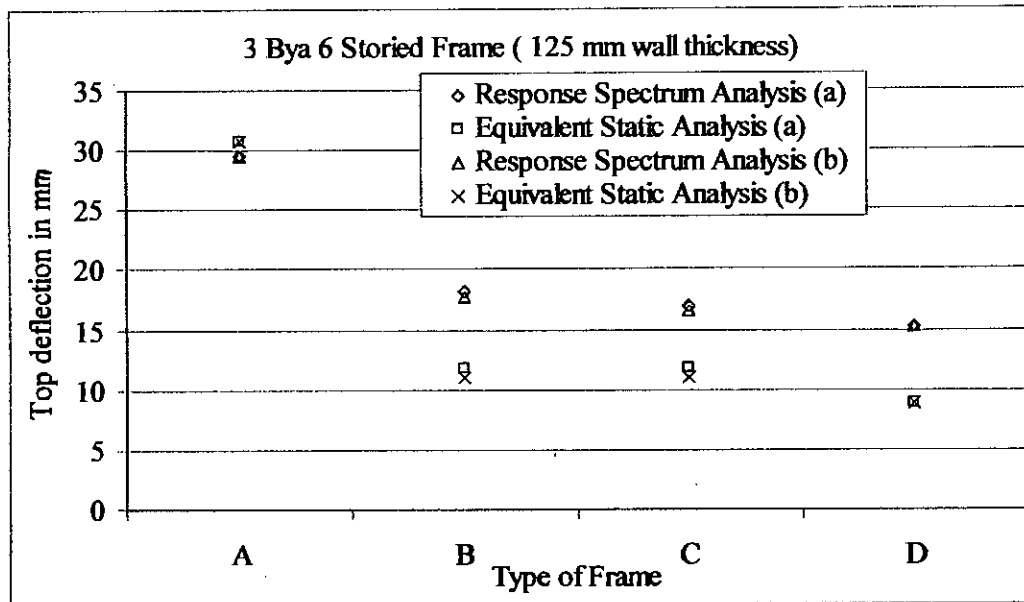 3 Bya 6 Storied Frame ( 125 mm wall thickness)
Response Spectrum Analysis (a)
Equivalent Static Analysis (a)
Response Spectrum Analysis (b)
Equivalent Static Analysis (b)
Top deflection in mm
35
30
25
20
15
10
5
0
A B C D
Type of Frame